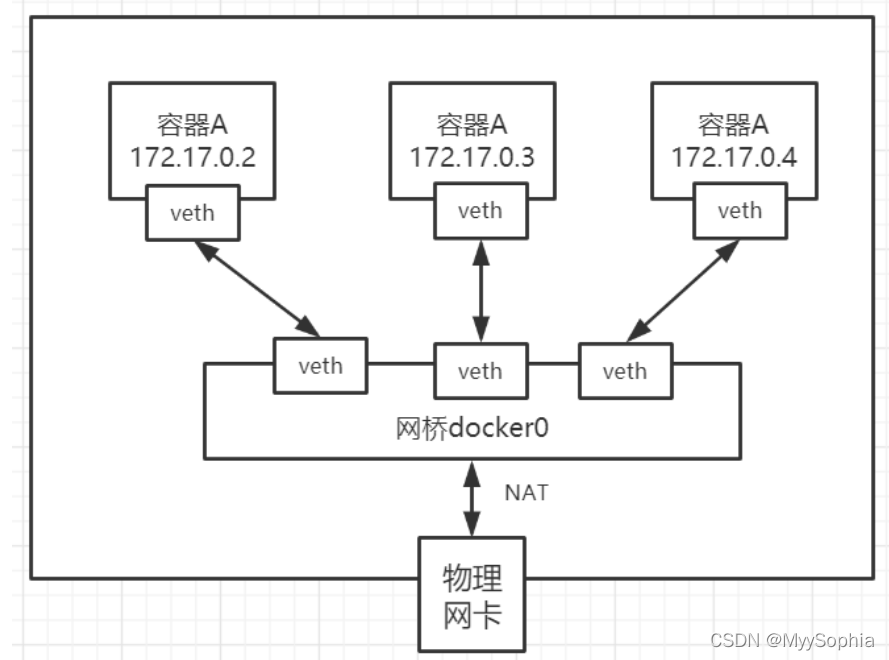 容器A
172.17.0.2
容器A
172.17.0.3
容器A
172.17.0.4
veth
veth
veth
veth
veth
veth
网桥docker0
NAT
物理
网卡
CSDN @MyySophia